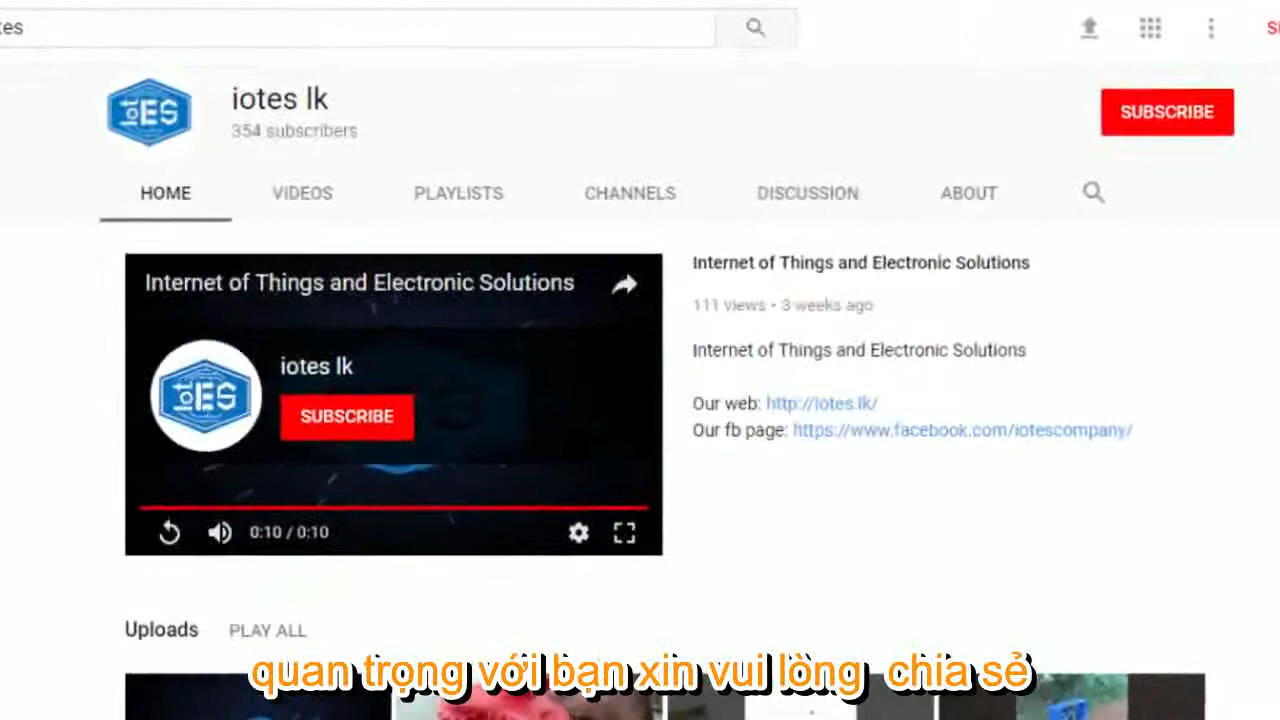 tes
iotes lk
354 subscribers
SUBSCRIBE
HOME VIDEOS PLAYLISTS CHANNELS DISCUSSION ABOUT
Internet of Things and Electronic Solutions
iotes lk
SUBSCRIBE
0:10 / 0:10
Internet of Things and Electronic Solutions
111 views • 3 weeks ago
Internet of Things and Electronic Solutions
Our web: http://iotes.lk/
Our fb page: https://www.facebook.com/iotescompany/
Uploads PLAY ALL
quan trọng với bạn xin vui lòng chia sẻ